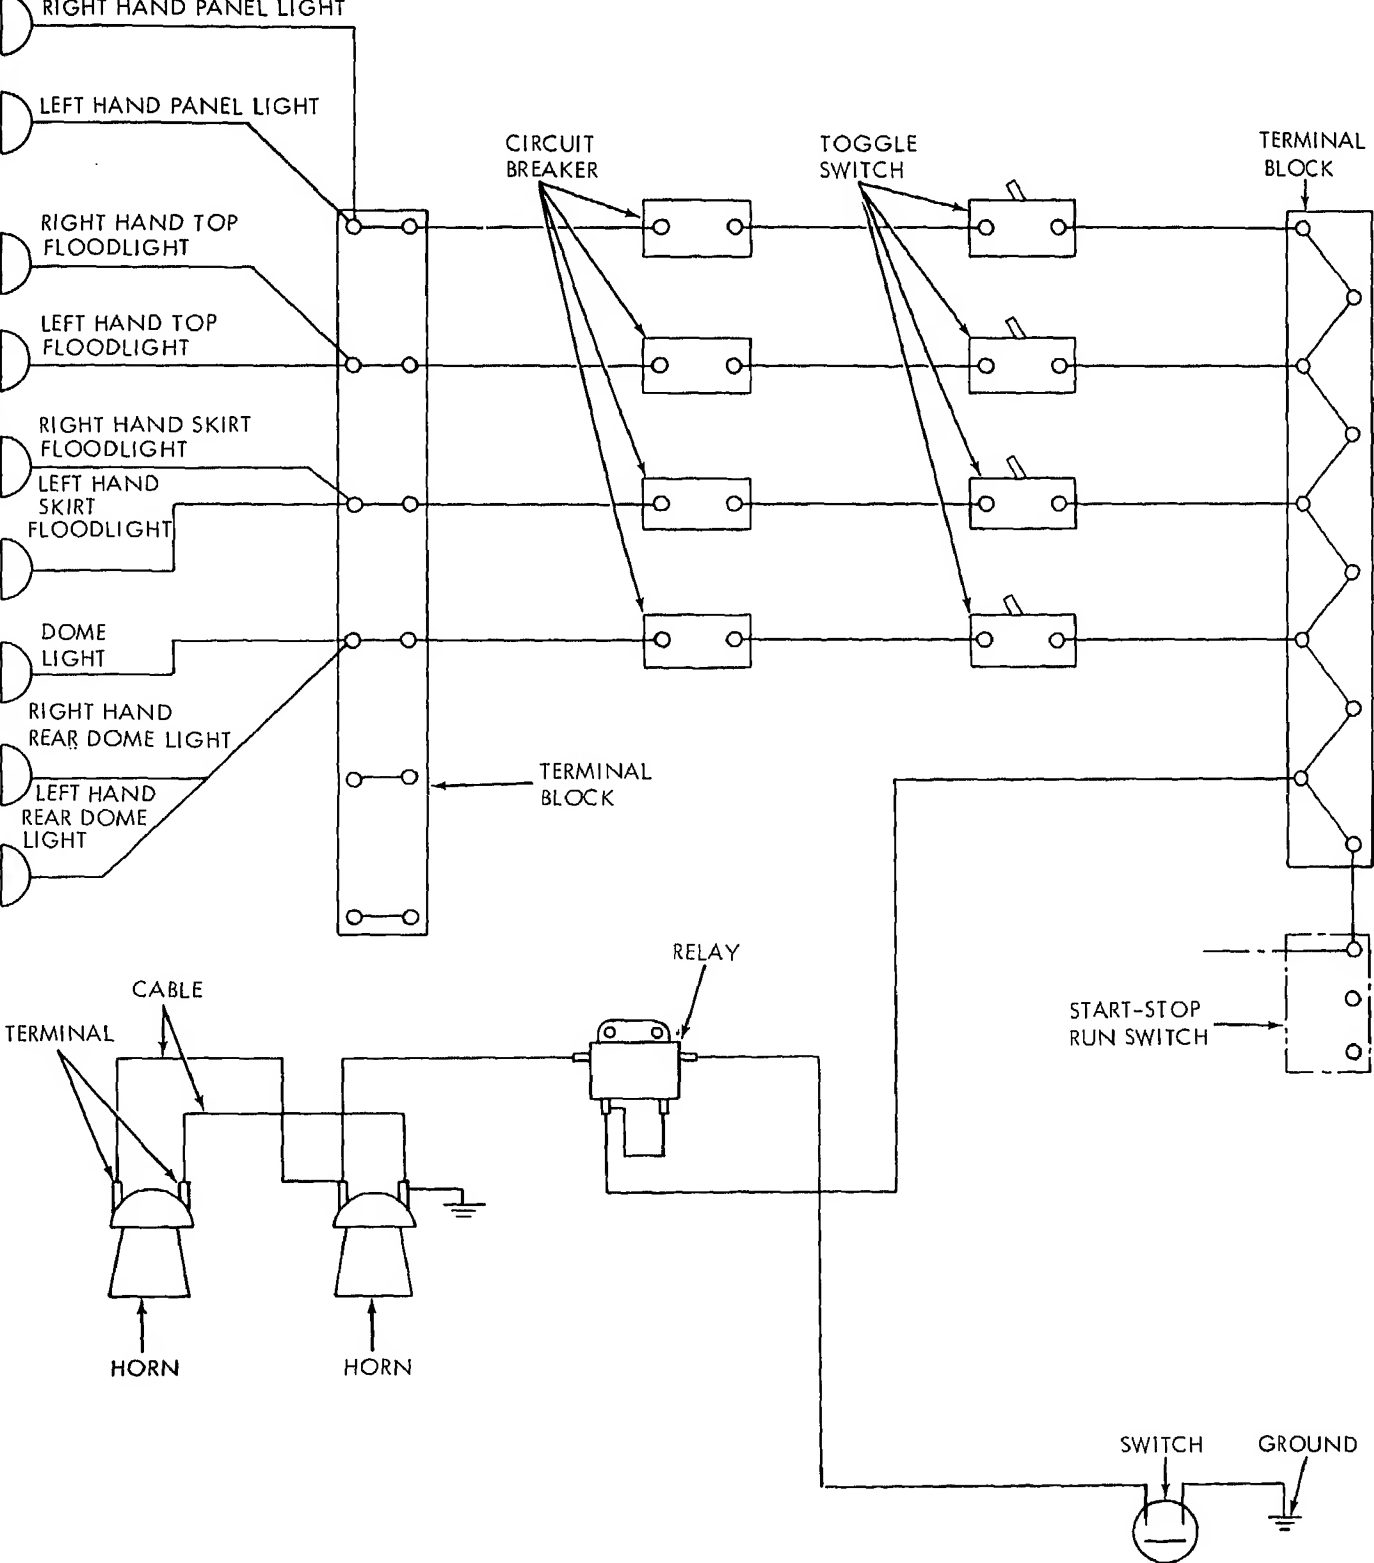 RIGHT HAND PANEL LIGHT
LEFT HAND PANEL LIGHT
CIRCUIT
BREAKER
TOGGLE
SWITCH
TERMINAL
BLOCK
RIGHT HAND TOP
FLOODLIGHT
LEFT HAND TOP
FLOODLIGHT
RIGHT HAND SKIRT
FLOODLIGHT
LEFT HAND
SKIRT
FLOODLIGHT
DOME
LIGHT
RIGHT HAND
REAR DOME LIGHT
LEFT HAND
REAR DOME
LIGHT
TERMINAL
BLOCK
RELAY
CABLE
TERMINAL
START-STOP
RUN SWITCH
HORN
HORN
SWITCH
GROUND